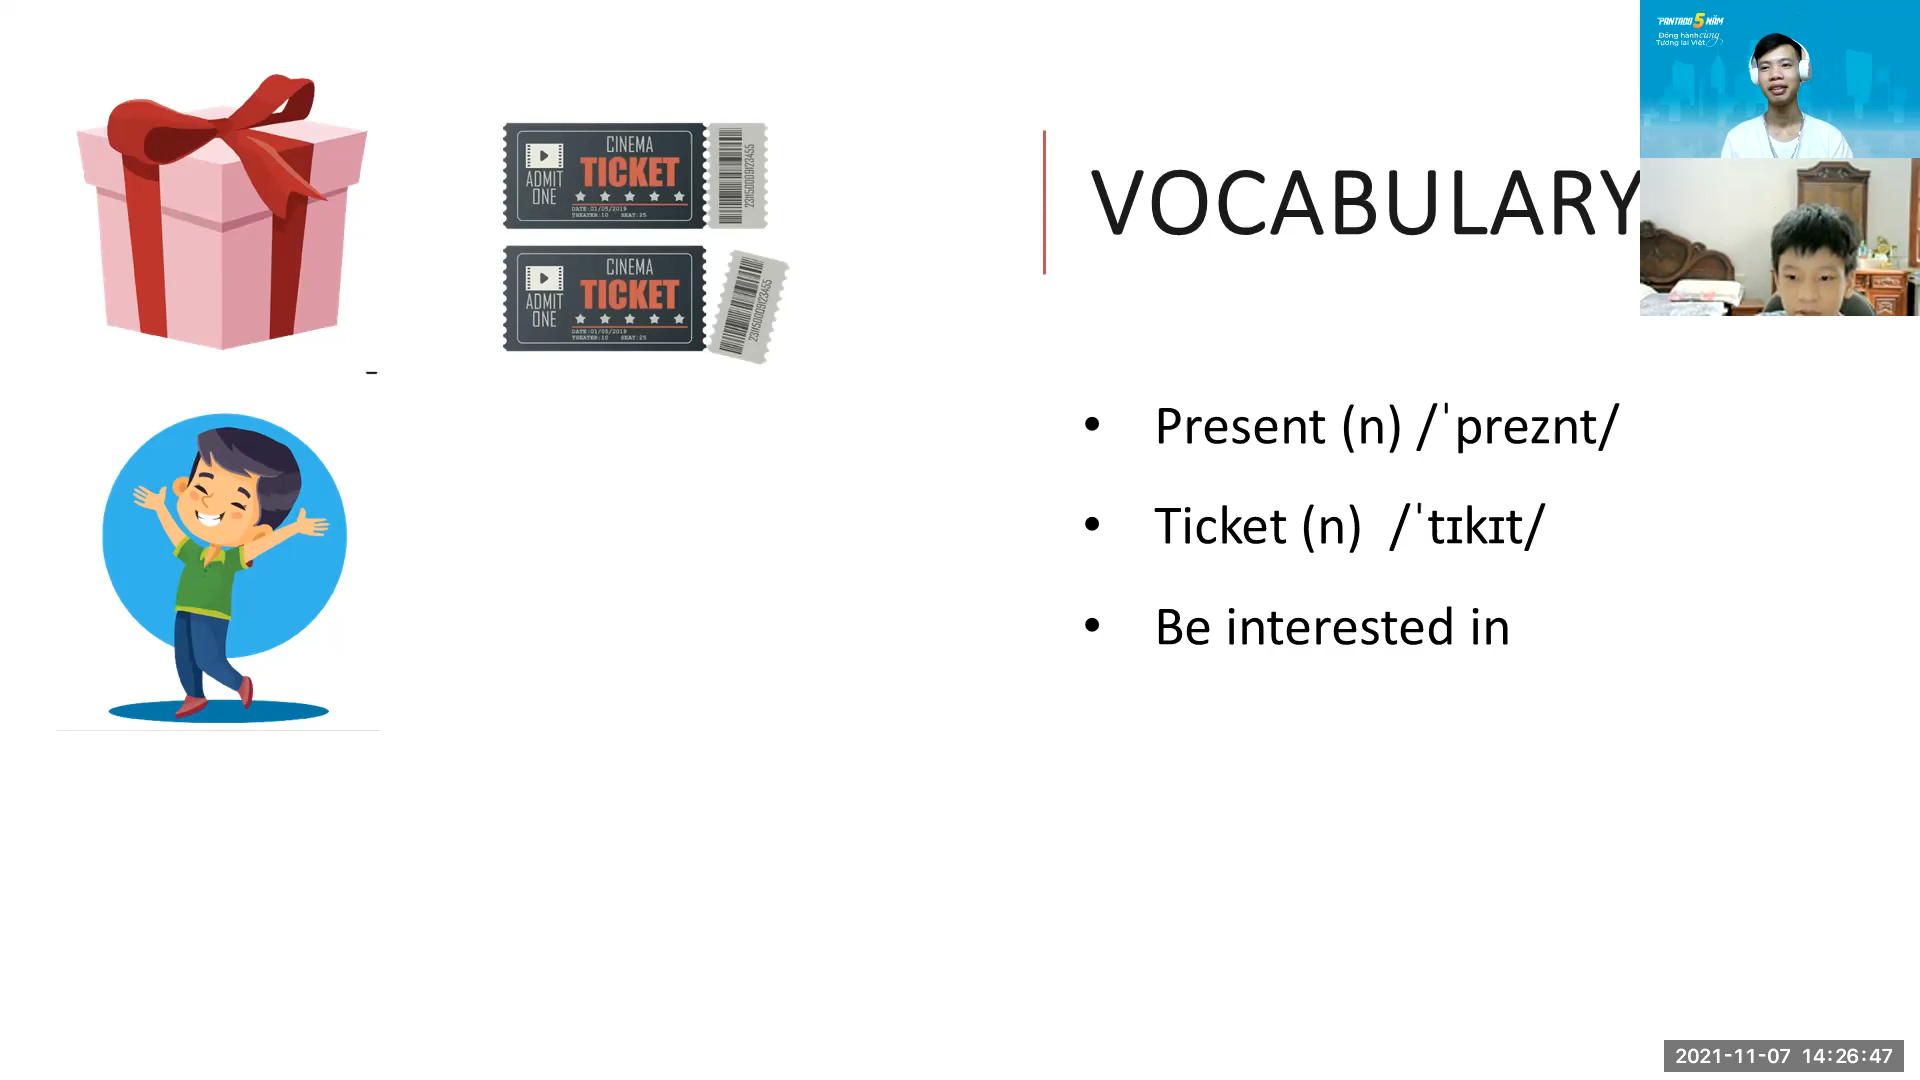 PANTADO 5 NĂM
Đồng hành cùng
Tương lai Việt
CINEMA
TICKET
ADMIT
ONE
DATE:01/05/2019
THEATER:10 SEAT:25
231150009123455
CINEMA
TICKET
ADMIT
ONE
DATE:01/05/2019
THEATER:10 SEAT:25
231150009123455
VOCABULARY
• Present (n) /ˈpreznt/
• Ticket (n) /ˈtɪkɪt/
• Be interested in
2021-11-07 14:26:47